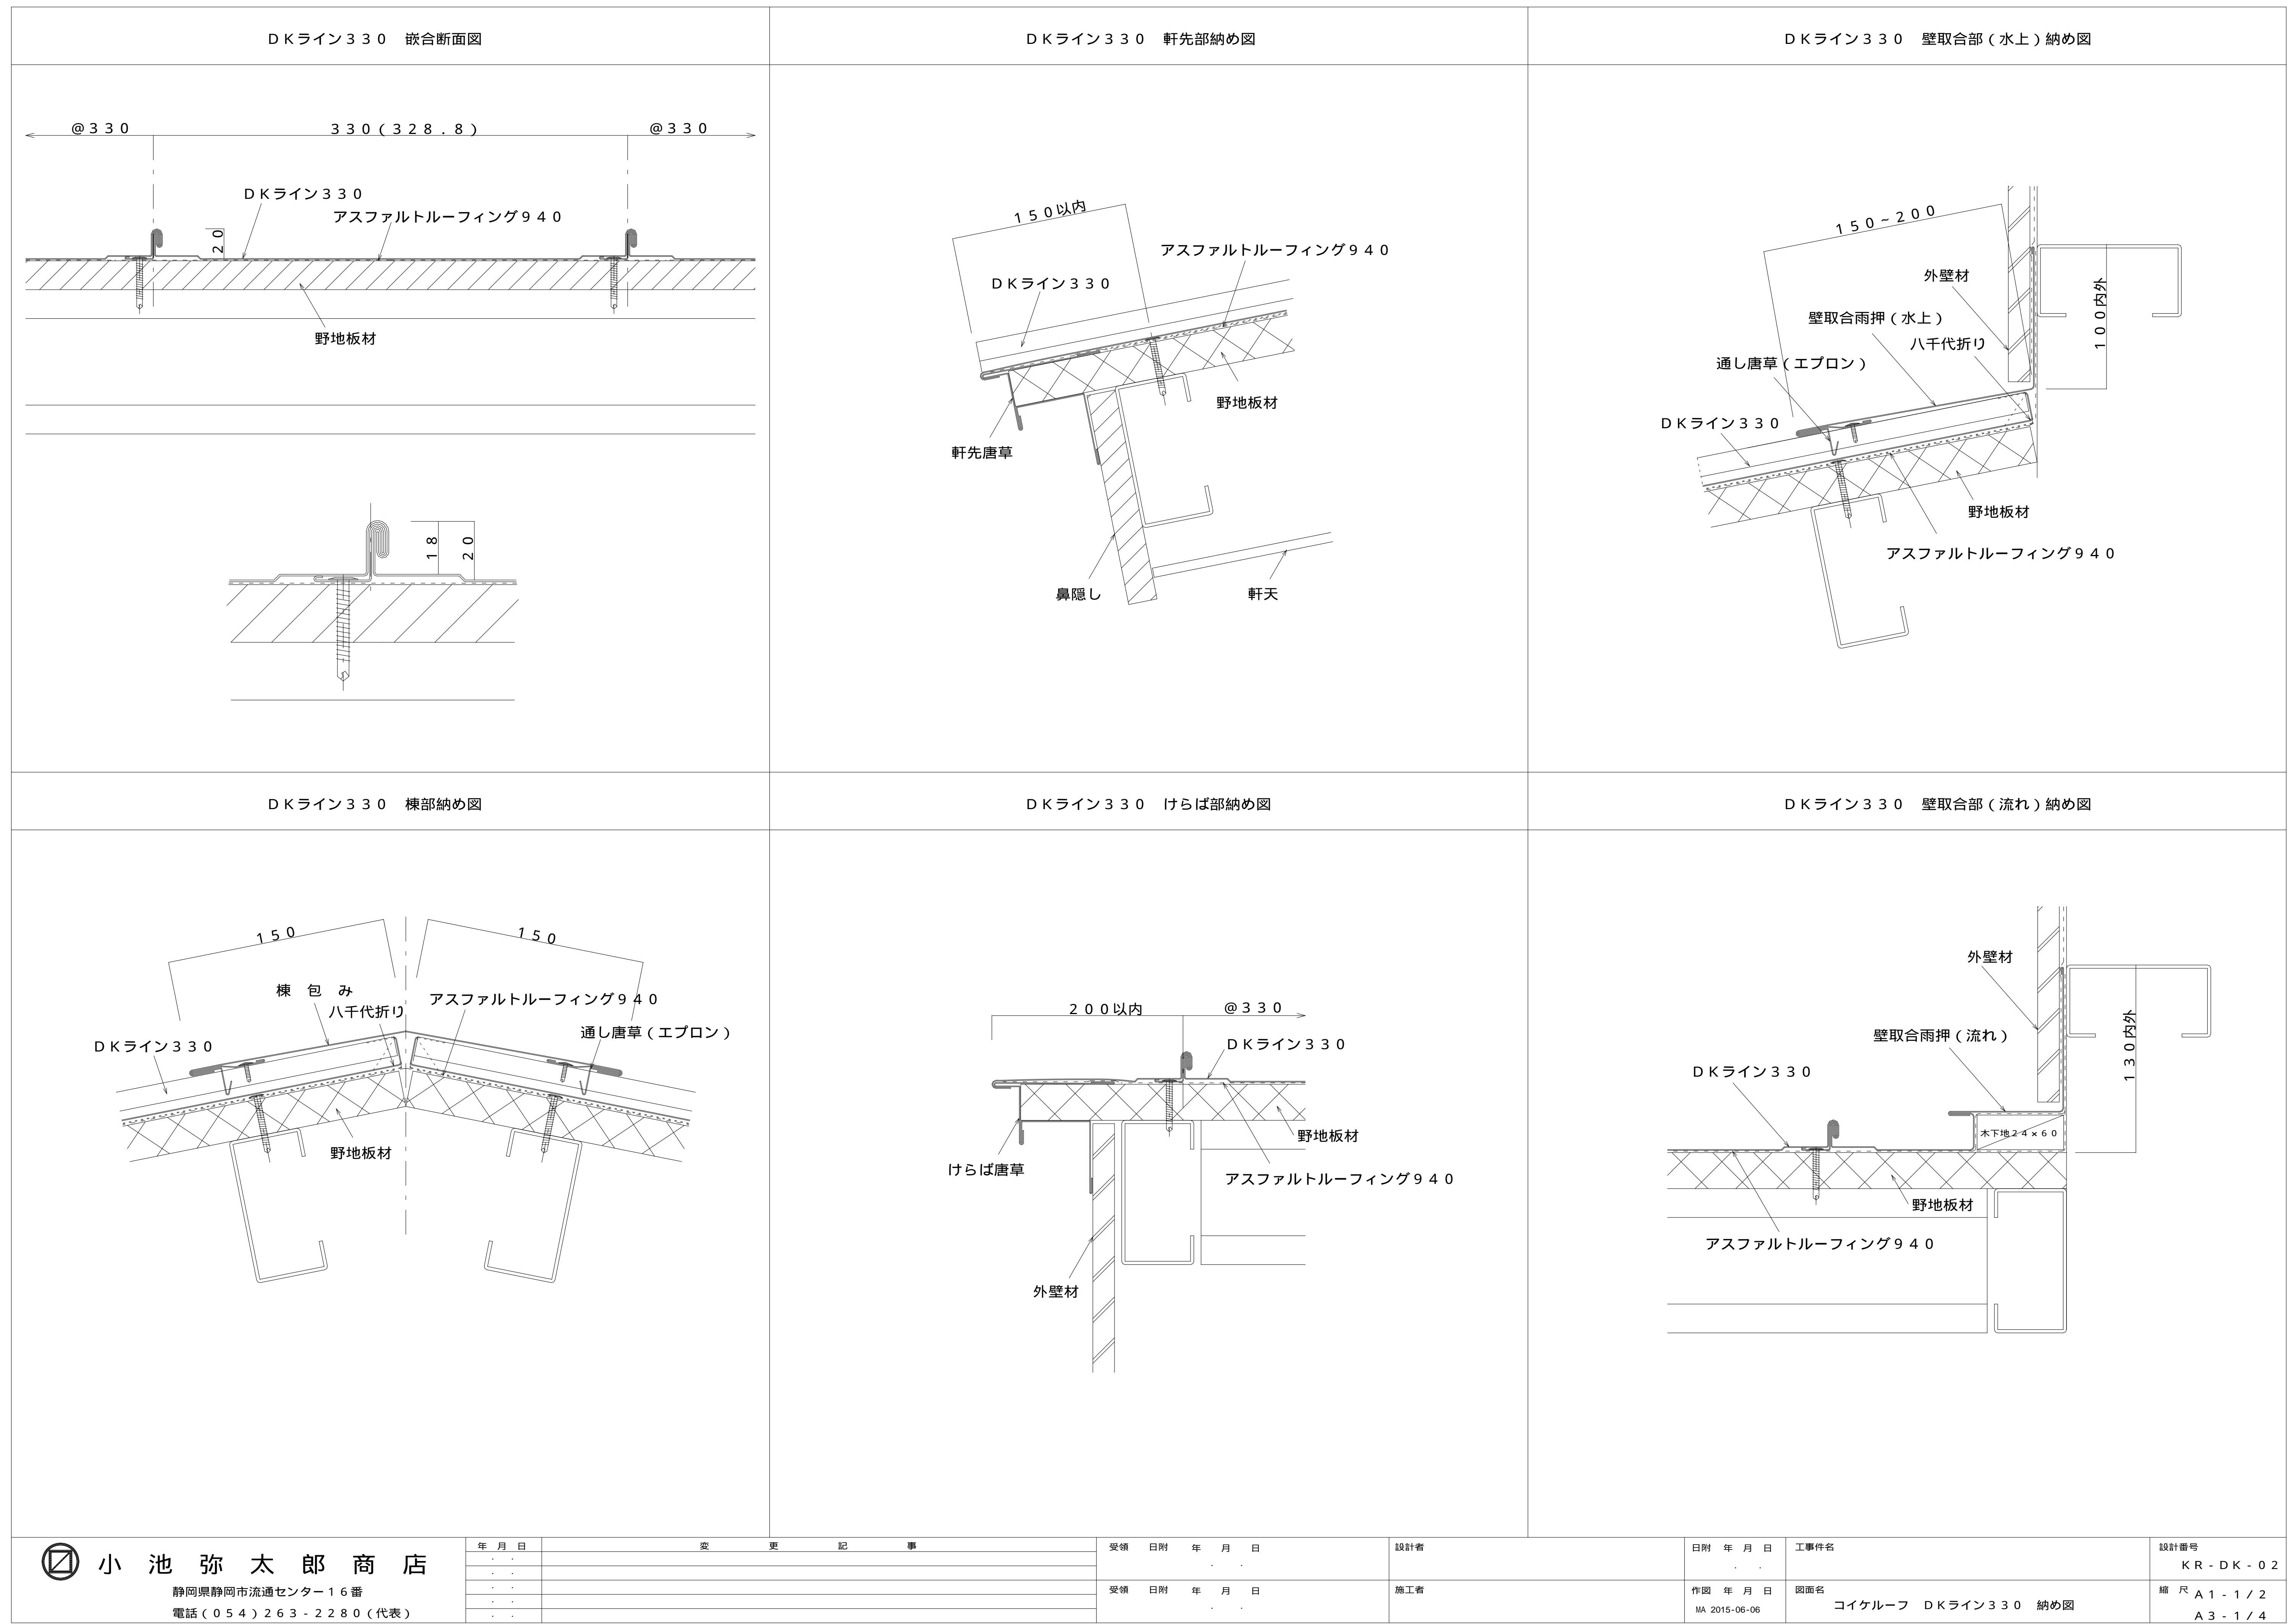 ＤＫライン３３０　嵌合断面図
＠３３０
３３０(３２８.８)
＠３３０
ＤＫライン３３０
アスファルトルーフィング９４０
２０
野地板材
１８
２０
ＤＫライン３３０　軒先部納め図
１５０以内
アスファルトルーフィング９４０
ＤＫライン３３０
野地板材
軒先唐草
鼻隠し
軒天
ＤＫライン３３０　壁取合部(水上)納め図
１５０~２００
外壁材
１００内外
壁取合雨押(水上)
八千代折り
通し唐草(エプロン)
ＤＫライン３３０
野地板材
アスファルトルーフィング９４０
ＤＫライン３３０　棟部納め図
１５０
１５０
棟　包　み
アスファルトルーフィング９４０
八千代折り
通し唐草(エプロン)
ＤＫライン３３０
野地板材
ＤＫライン３３０　けらば部納め図
２００以内
＠３３０
ＤＫライン３３０
野地板材
けらば唐草
アスファルトルーフィング９４０
外壁材
ＤＫライン３３０　壁取合部(流れ)納め図
外壁材
壁取合雨押(流れ)
１３０内外
ＤＫライン３３０
木下地２４×６０
野地板材
アスファルトルーフィング９４０
小　池　弥　太　郎　商　店
静岡県静岡市流通センター１６番
電話(０５４)２６３-２２８０(代表)
年　月　日
変　更　記　事
受領　日附　年　月　日
受領　日附　年　月　日
設計者
施工者
日附　年　月　日
作図　年　月　日
MA 2015-06-06
工事件名
図面名
コイケルーフ　ＤＫライン３３０　納め図
設計番号
ＫＲ-ＤＫ-０２
縮　尺
Ａ１-１/２
Ａ３-１/４